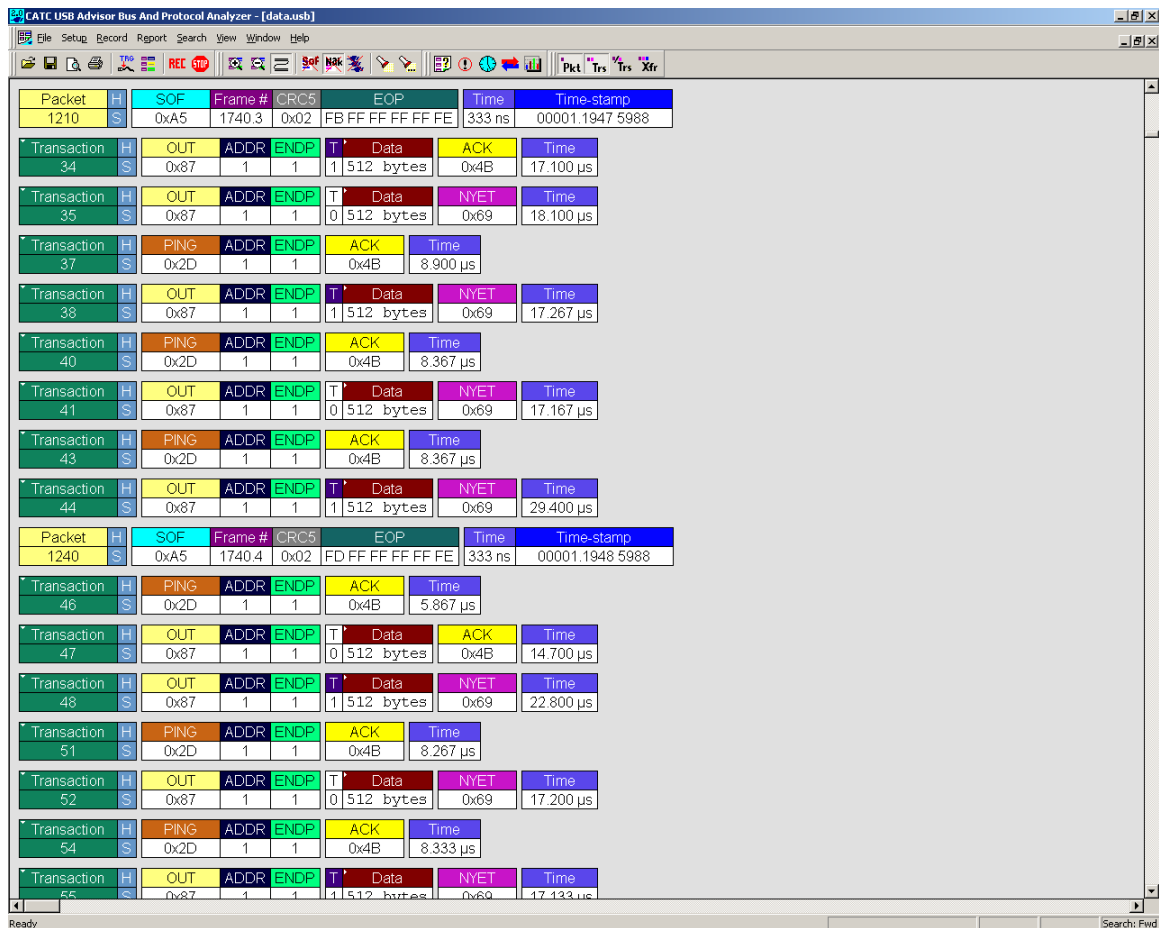 CATC USB Advisor Bus And Protocol Analyzer - [data.usb]
File Setup Record Report Search View Window Help
TRG REC STOP Sof Nak Pkt Trs Trs Xfr
Packet H SOF Frame # CRC5 EOP Time Time-stamp
1210 S 0xA5 1740.3 0x02 FB FF FF FF FF FE 333 ns 00001.1947 5988
Transaction H OUT ADDR ENDP T Data ACK Time
34 S 0x87 1 1 1 512 bytes 0x4B 17.100 µs
Transaction H OUT ADDR ENDP T Data NYET Time
35 S 0x87 1 1 0 512 bytes 0x69 18.100 µs
Transaction H PING ADDR ENDP ACK Time
37 S 0x2D 1 1 0x4B 8.900 µs
Transaction H OUT ADDR ENDP T Data NYET Time
38 S 0x87 1 1 1 512 bytes 0x69 17.267 µs
Transaction H PING ADDR ENDP ACK Time
40 S 0x2D 1 1 0x4B 8.367 µs
Transaction H OUT ADDR ENDP T Data NYET Time
41 S 0x87 1 1 0 512 bytes 0x69 17.167 µs
Transaction H PING ADDR ENDP ACK Time
43 S 0x2D 1 1 0x4B 8.367 µs
Transaction H OUT ADDR ENDP T Data NYET Time
44 S 0x87 1 1 1 512 bytes 0x69 29.400 µs
Packet H SOF Frame # CRC5 EOP Time Time-stamp
1240 S 0xA5 1740.4 0x02 FD FF FF FF FF FE 333 ns 00001.1948 5988
Transaction H PING ADDR ENDP ACK Time
46 S 0x2D 1 1 0x4B 5.867 µs
Transaction H OUT ADDR ENDP T Data ACK Time
47 S 0x87 1 1 0 512 bytes 0x4B 14.700 µs
Transaction H OUT ADDR ENDP T Data NYET Time
48 S 0x87 1 1 1 512 bytes 0x69 22.800 µs
Transaction H PING ADDR ENDP ACK Time
51 S 0x2D 1 1 0x4B 8.267 µs
Transaction H OUT ADDR ENDP T Data NYET Time
52 S 0x87 1 1 0 512 bytes 0x69 17.200 µs
Transaction H PING ADDR ENDP ACK Time
54 S 0x2D 1 1 0x4B 8.333 µs
Transaction H OUT ADDR ENDP T Data NYET Time
55 S 0x87 1 1 1 512 bytes 0x69 17.133 µs
Ready Search: Fwd